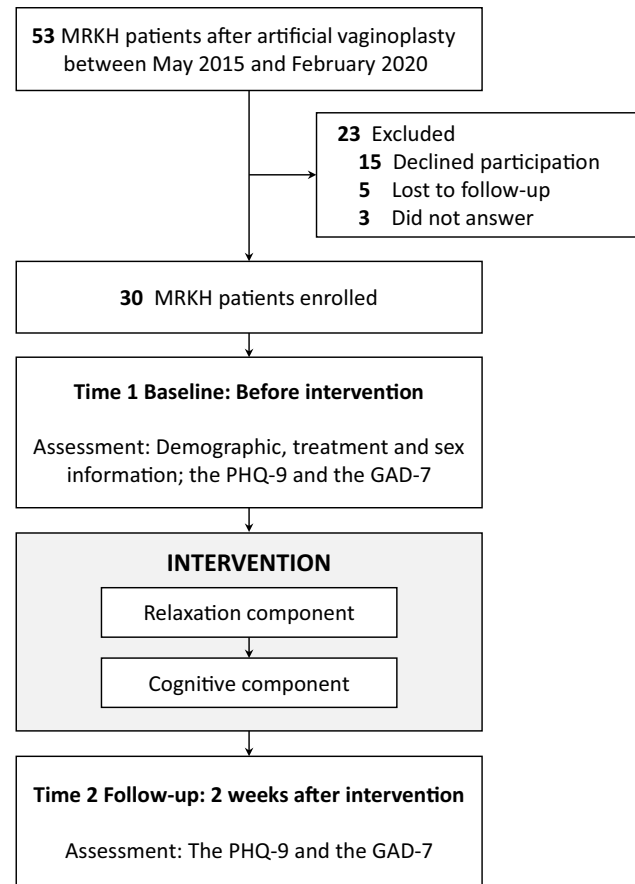 53 MRKH patients after artificial vaginoplasty
between May 2015 and February 2020
23 Excluded
15 Declined participation
5 Lost to follow-up
3 Did not answer
30 MRKH patients enrolled
Time 1 Baseline: Before intervention
Assessment: Demographic, treatment and sex
information; the PHQ-9 and the GAD-7
INTERVENTION
Relaxation component
Cognitive component
Time 2 Follow-up: 2 weeks after intervention
Assessment: The PHQ-9 and the GAD-7